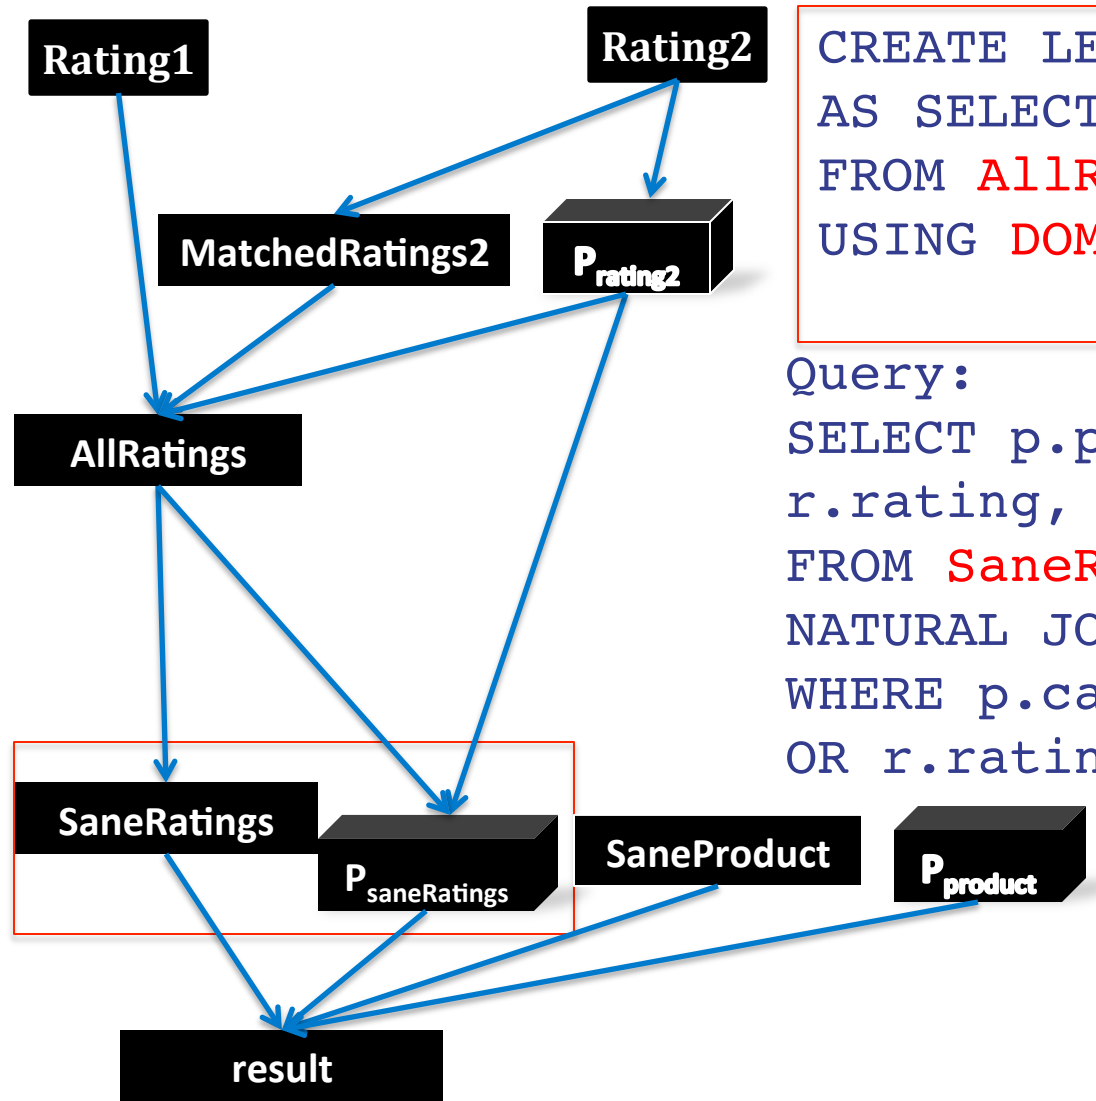 Rating1
Rating2
CREATE LE
AS SELECT
FROM AllR
USING DOM
MatchedRatings2
Prating2
Query:
SELECT p.p
r.rating,
FROM SaneR
NATURAL JO
WHERE p.ca
OR r.ratin
AllRatings
SaneRatings
PsaneRatings
SaneProduct
Pproduct
result